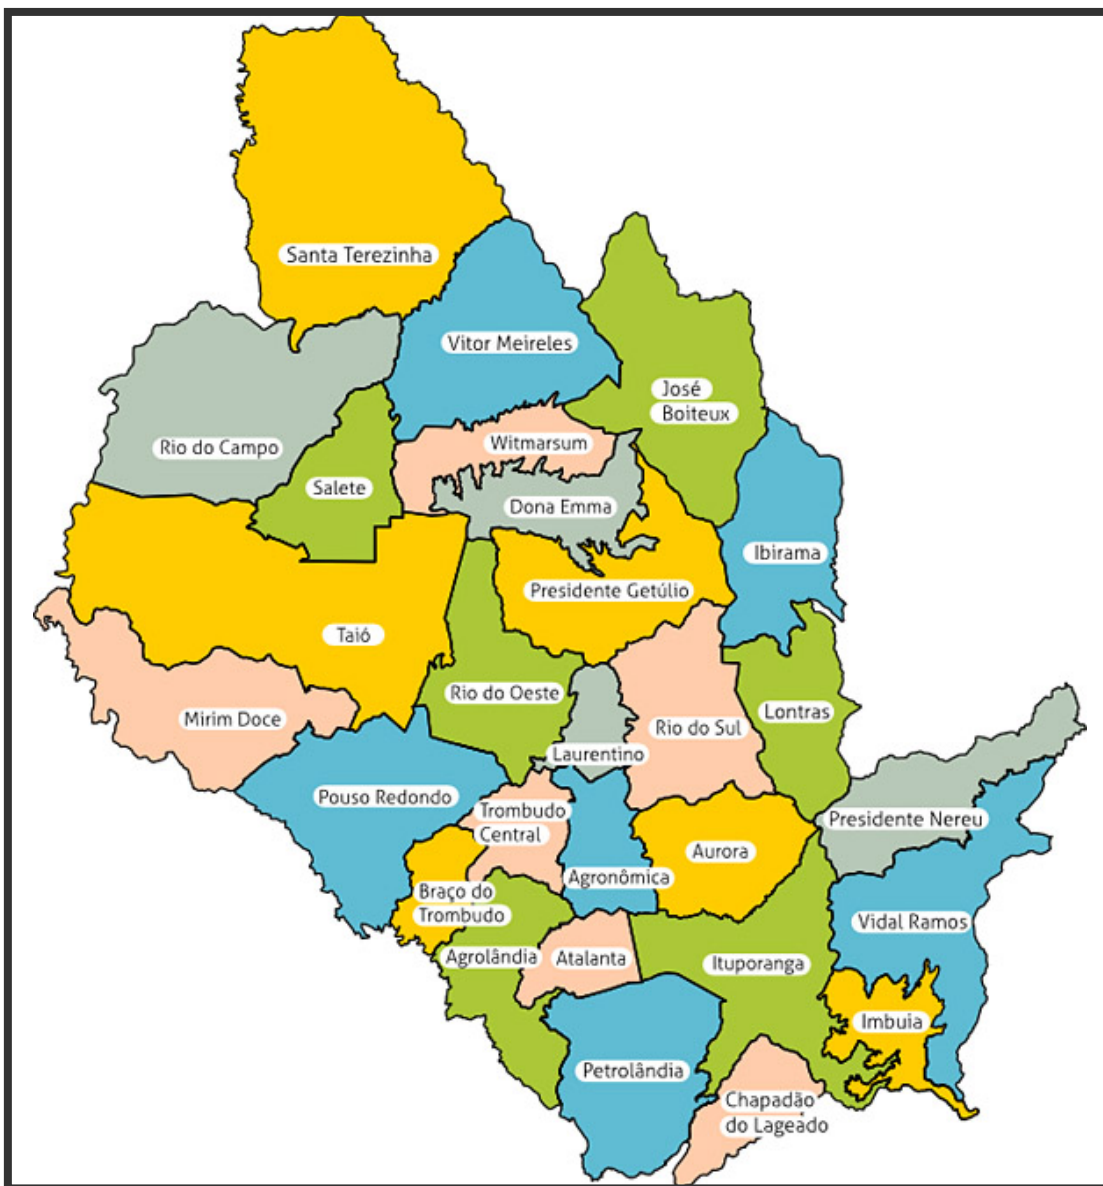 Santa Terezinha
Vitor Meireles
José
Boiteux
Rio do Campo
Witmarsum
Salete
Dona Emma
Ibirama
Presidente Getúlio
Taió
Rio do Oeste
Mirim Doce
Lontras
Rio do Sul
Laurentino
Pouso Redondo
Trombudo
Central
Presidente Nereu
Aurora
Agronômica
Braço do
Trombudo
Vidal Ramos
Agrolândia
Atalanta
Ituporanga
Imbuia
Petrolândia
Chapadão
do Lageado